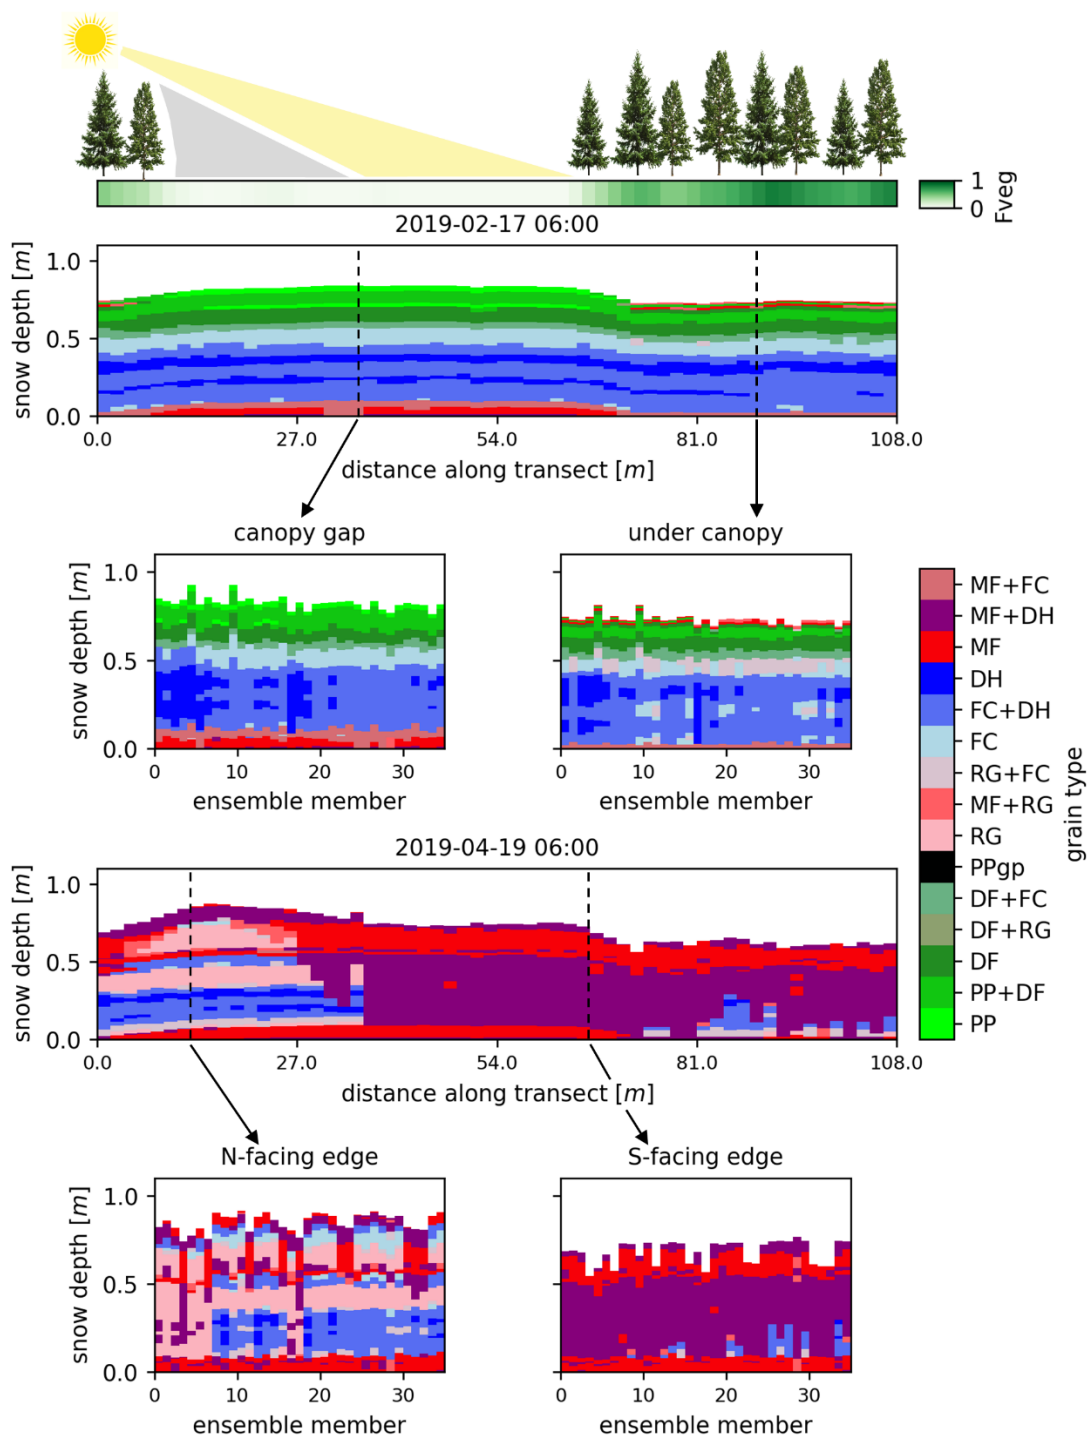 1
0
Fveg
2019-02-17 06:00
snow depth [m]
1.0
0.5
0.0
0.0 27.0 54.0 81.0 108.0
distance along transect [m]
canopy gap
under canopy
snow depth [m]
1.0
0.5
0.0
0 10 20 30
ensemble member
0 10 20 30
ensemble member
MF+FC
MF+DH
MF
DH
FC+DH
FC
RG+FC
MF+RG
RG
PPgp
DF+FC
DF+RG
DF
PP+DF
PP
grain type
2019-04-19 06:00
snow depth [m]
1.0
0.5
0.0
0.0 27.0 54.0 81.0 108.0
distance along transect [m]
N-facing edge
S-facing edge
snow depth [m]
1.0
0.5
0.0
0 10 20 30
ensemble member
0 10 20 30
ensemble member